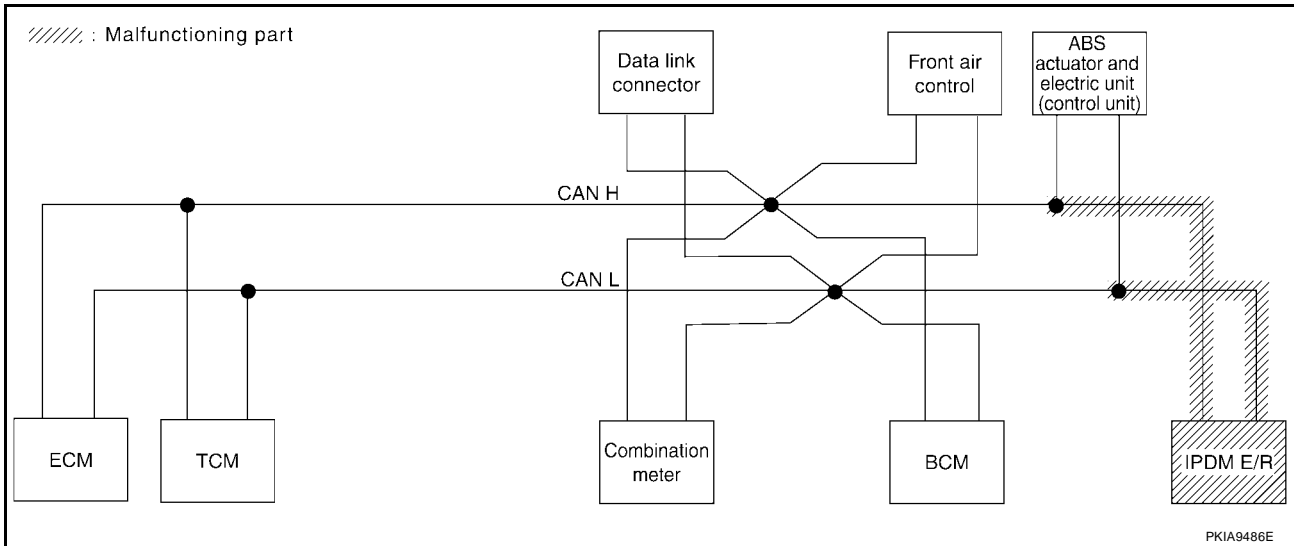 : Malfunctioning part
Data link
connector
Front air
control
ABS
actuator and
electric unit
(control unit)
CAN H
CAN L
ECM
TCM
Combination
meter
BCM
IPDM E/R
PKIA9486E